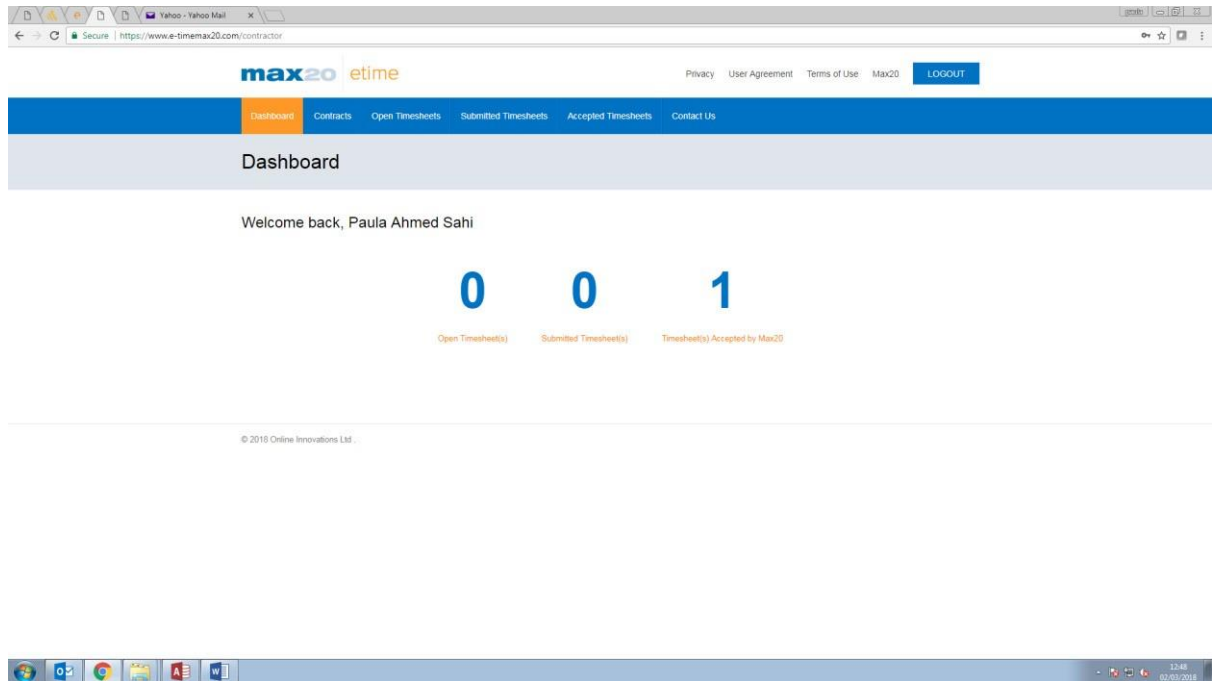 Yahoo - Yahoo Mail
Secure | https://www.e-timemax20.com/contractor
max20 etime
Privacy User Agreement Terms of Use Max20 LOGOUT
Dashboard Contracts Open Timesheets Submitted Timesheets Accepted Timesheets Contact Us
Dashboard
Welcome back, Paula Ahmed Sahi
0 0 1
Open Timesheet(s) Submitted Timesheet(s) Timesheet(s) Accepted by Max20
© 2018 Online Innovations Ltd .
12:48
02/03/2018